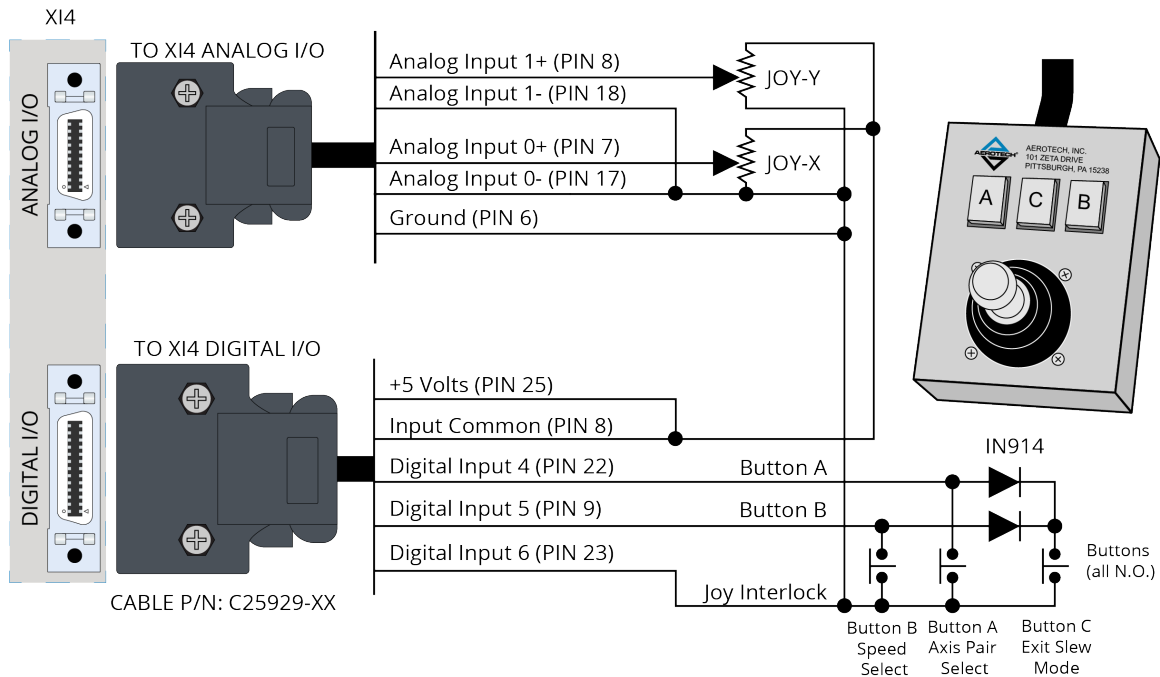 XI4
TO XI4 ANALOG I/O
ANALOG I/O
Analog Input 1+ (PIN 8)
Analog Input 1- (PIN 18)
Analog Input 0+ (PIN 7)
Analog Input 0- (PIN 17)
Ground (PIN 6)
JOY-Y
JOY-X
AEROTECH
AEROTECH, INC.
101 ZETA DRIVE
PITTSBURGH, PA 15238
A
C
B
TO XI4 DIGITAL I/O
DIGITAL I/O
+5 Volts (PIN 25)
Input Common (PIN 8)
Digital Input 4 (PIN 22)
Digital Input 5 (PIN 9)
Digital Input 6 (PIN 23)
Button A
Button B
Joy Interlock
IN914
Buttons
(all N.O.)
CABLE P/N: C25929-XX
Button B
Speed
Select
Button A
Axis Pair
Select
Button C
Exit Slew
Mode